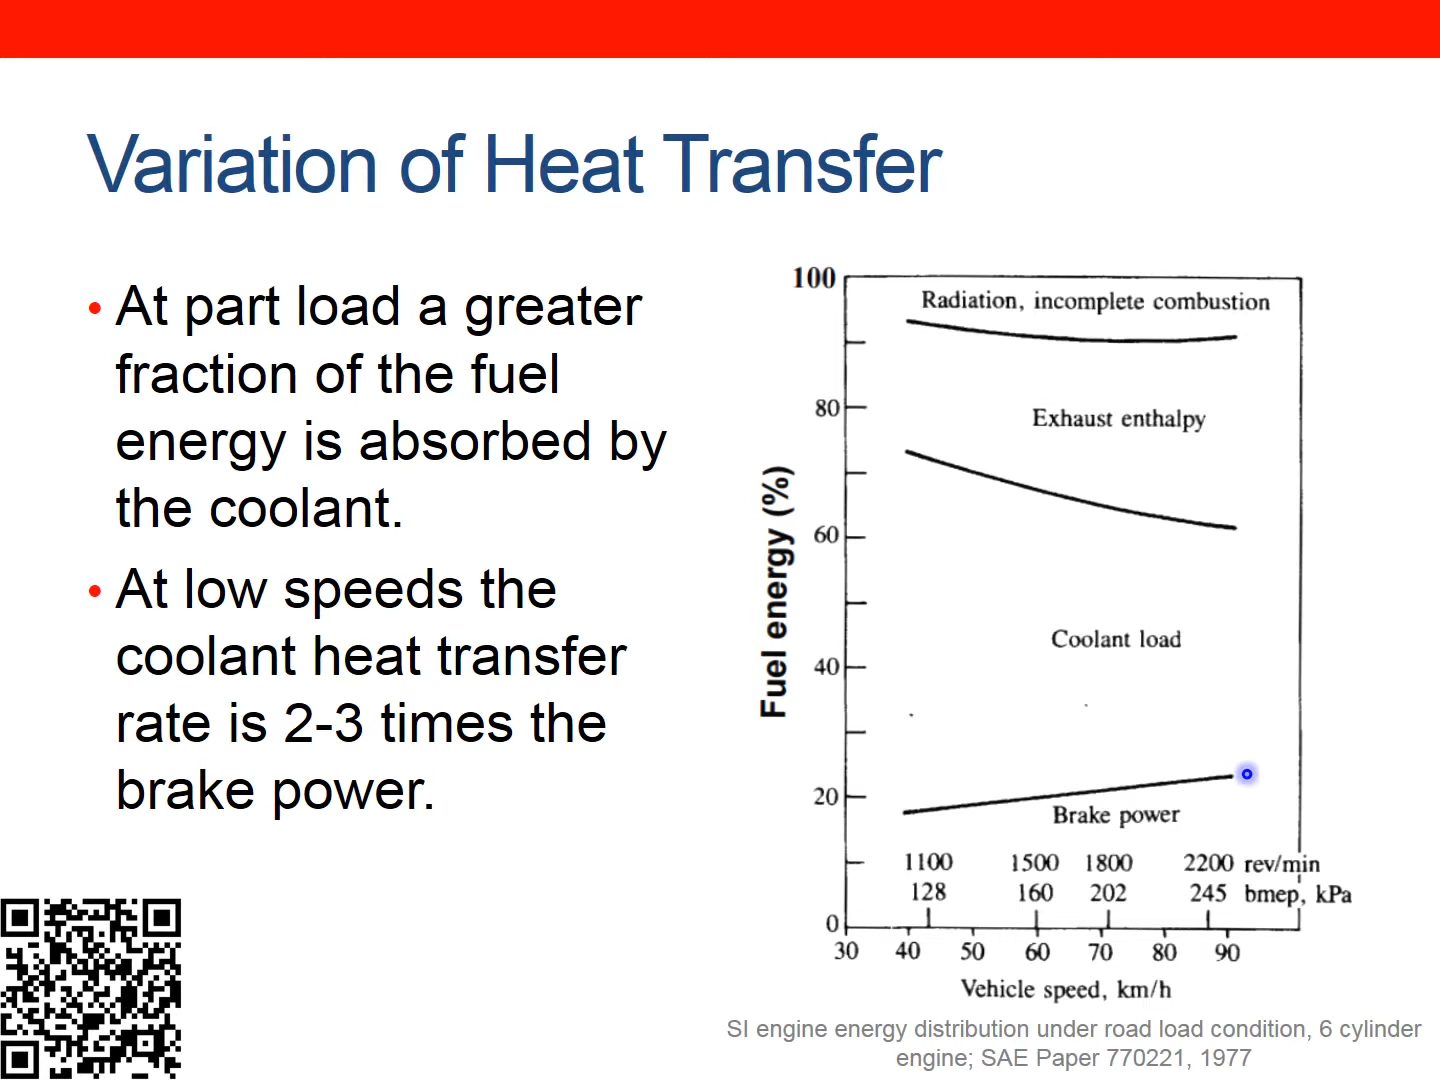 Variation of Heat Transfer
• At part load a greater
fraction of the fuel
energy is absorbed by
the coolant.
• At low speeds the
coolant heat transfer
rate is 2-3 times the
brake power.
100
Radiation, incomplete combustion
80
Exhaust enthalpy
60
Coolant load
40
20
Brake power
1100 1500 1800 2200 rev/min
128 160 202 245 bmep, kPa
0
30 40 50 60 70 80 90
Vehicle speed, km/h
Fuel energy (%)
SI engine energy distribution under road load condition, 6 cylinder
engine; SAE Paper 770221, 1977